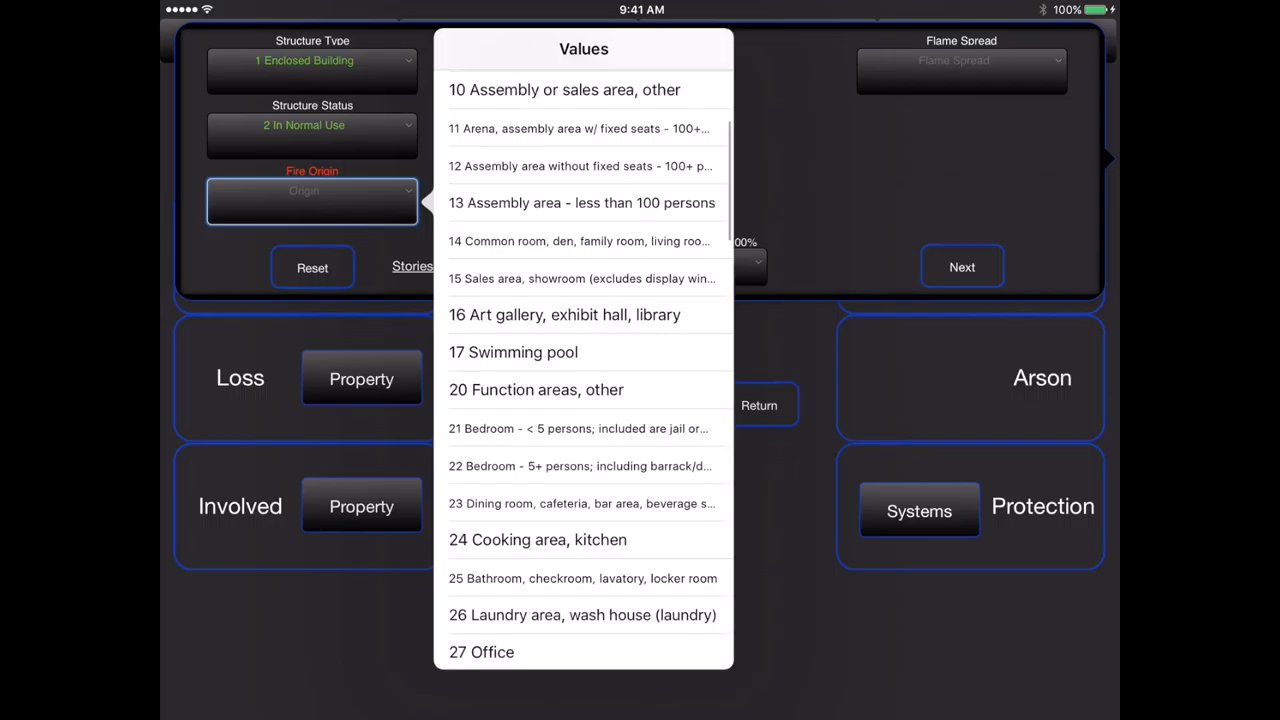 9:41 AM
100%
Structure Type
1 Enclosed Building
Structure Status
2 In Normal Use
Fire Origin
Origin
Reset
Stories
Values
10 Assembly or sales area, other
11 Arena, assembly area w/ fixed seats - 100+...
12 Assembly area without fixed seats - 100+ p...
13 Assembly area - less than 100 persons
14 Common room, den, family room, living roo...
15 Sales area, showroom (excludes display win...
16 Art gallery, exhibit hall, library
17 Swimming pool
20 Function areas, other
21 Bedroom - < 5 persons; included are jail or...
22 Bedroom - 5+ persons; including barrack/d...
23 Dining room, cafeteria, bar area, beverage s...
24 Cooking area, kitchen
25 Bathroom, checkroom, lavatory, locker room
26 Laundry area, wash house (laundry)
27 Office
Flame Spread
Flame Spread
00%
Next
Loss
Property
Return
Arson
Involved
Property
Systems
Protection